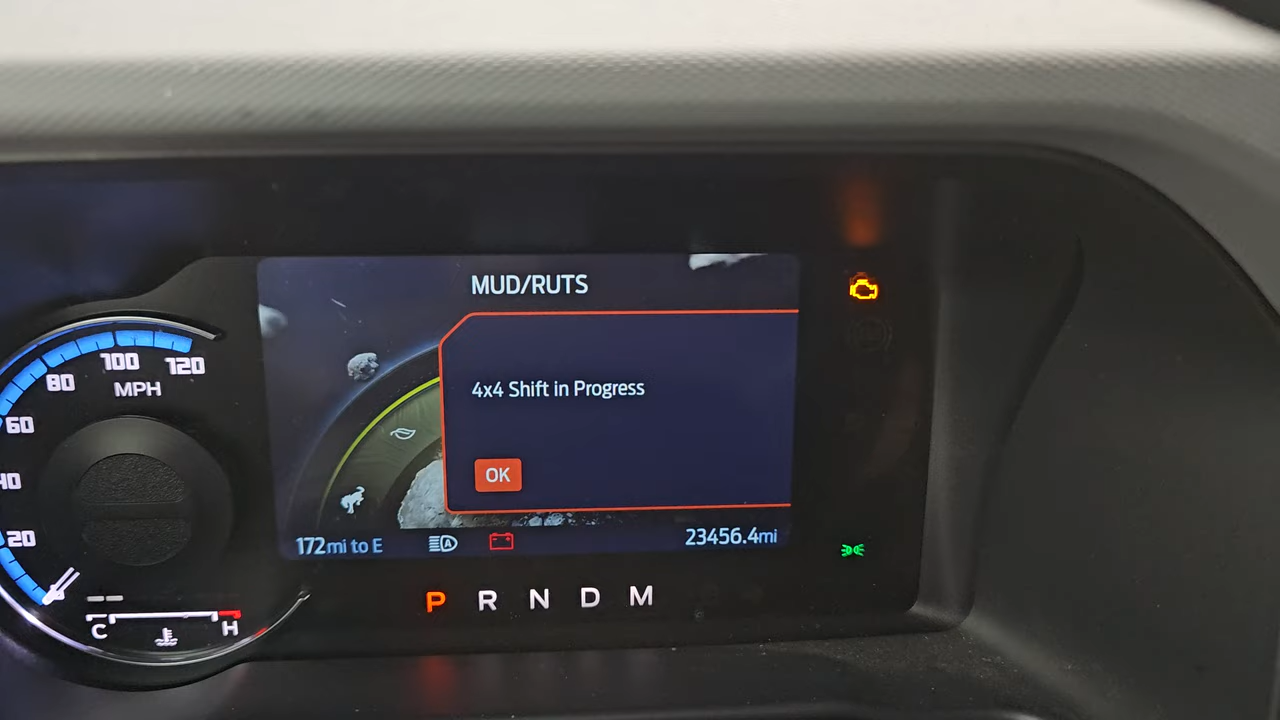 MUD/RUTS
4x4 Shift in Progress
OK
172mi to E
A
23456.4mi
P R N D M
120
100
80
60
40
20
MPH
C
H